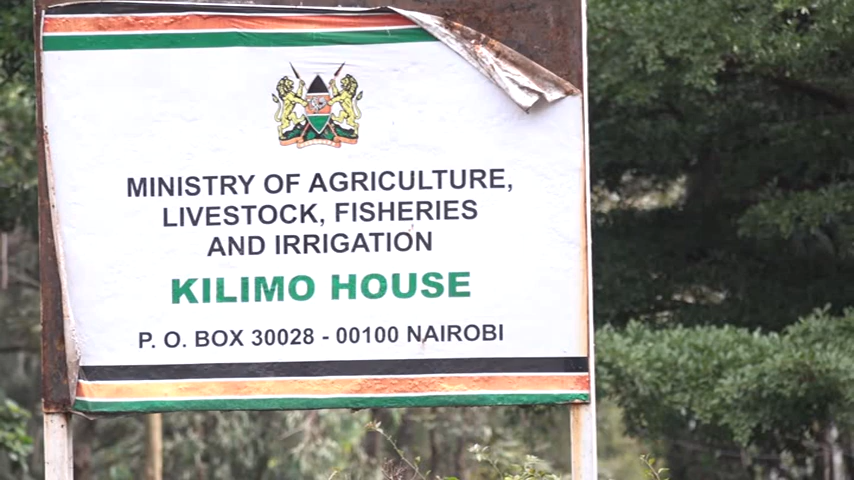 MINISTRY OF AGRICULTURE,
LIVESTOCK, FISHERIES
AND IRRIGATION
KILIMO HOUSE
P. O. BOX 30028 - 00100 NAIROBI